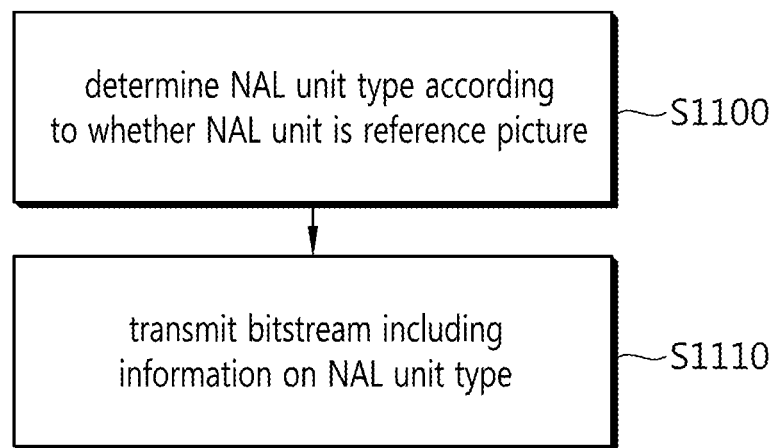 determine NAL unit type according
to whether NAL unit is reference picture
S1100
transmit bitstream including
information on NAL unit type
S1110